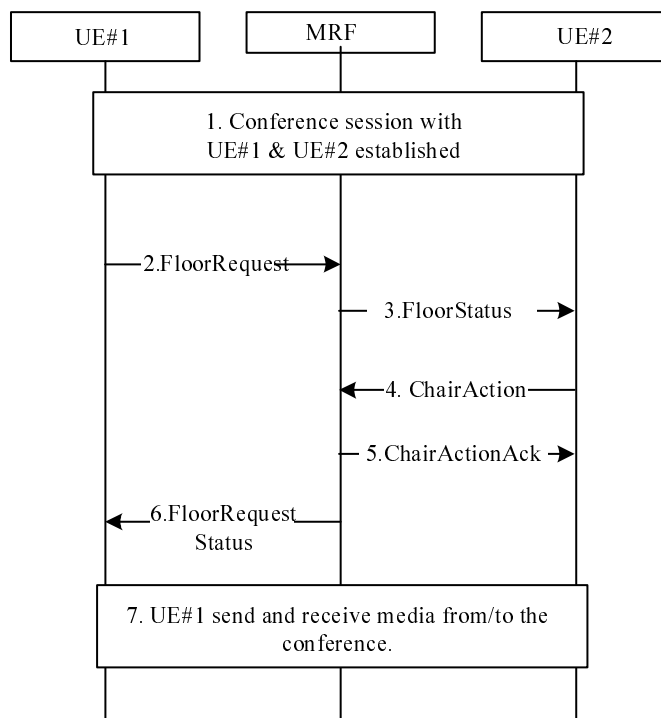 UE#1
MRF
UE#2
1. Conference session with
UE#1 & UE#2 established
2.FloorRequest
3.FloorStatus
4. ChairAction
5.ChairActionAck
6.FloorRequest
Status
7. UE#1 send and receive media from/to the
conference.